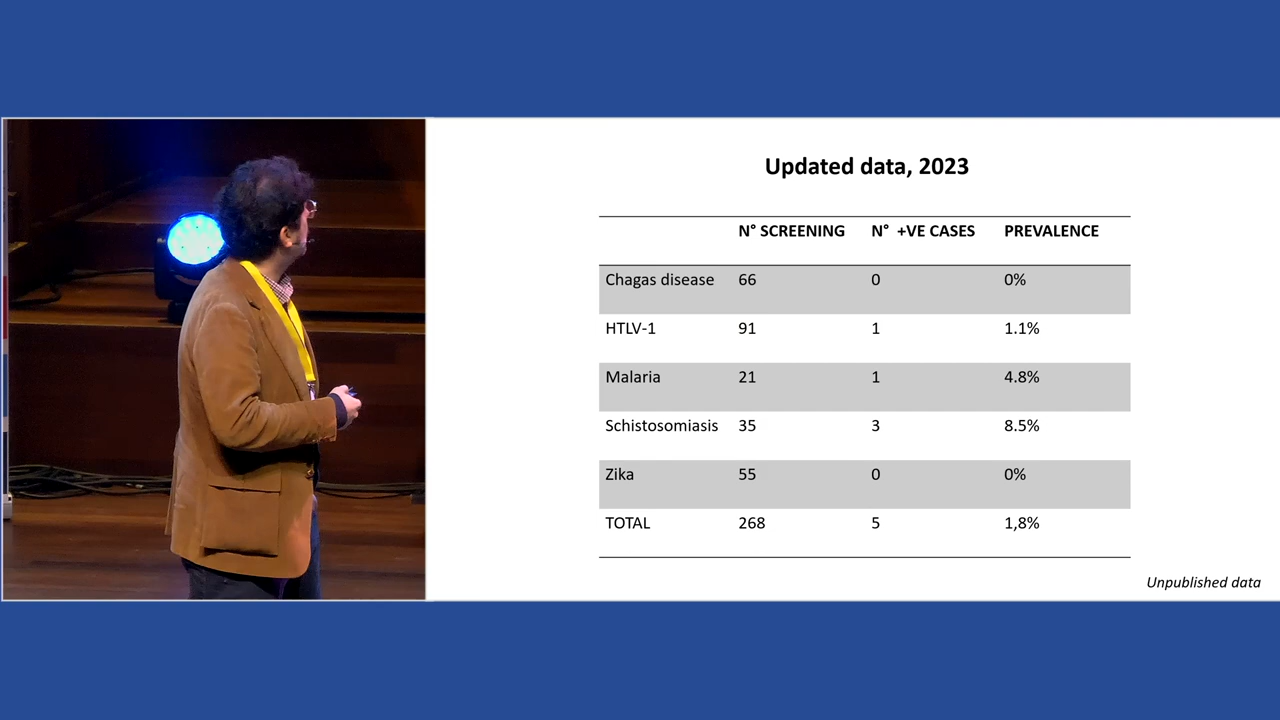 Updated data, 2023
N° SCREENING N° +VE CASES PREVALENCE
Chagas disease 66 0 0%
HTLV-1 91 1 1.1%
Malaria 21 1 4.8%
Schistosomiasis 35 3 8.5%
Zika 55 0 0%
TOTAL 268 5 1,8%
Unpublished data